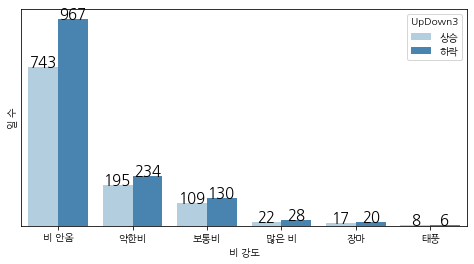 967
743
UpDown3
상승
하락
일 수
195
234
109
130
22
28
17
20
8
6
비 안옴
약한비
보통비
많은 비
장마
태풍
비 강도